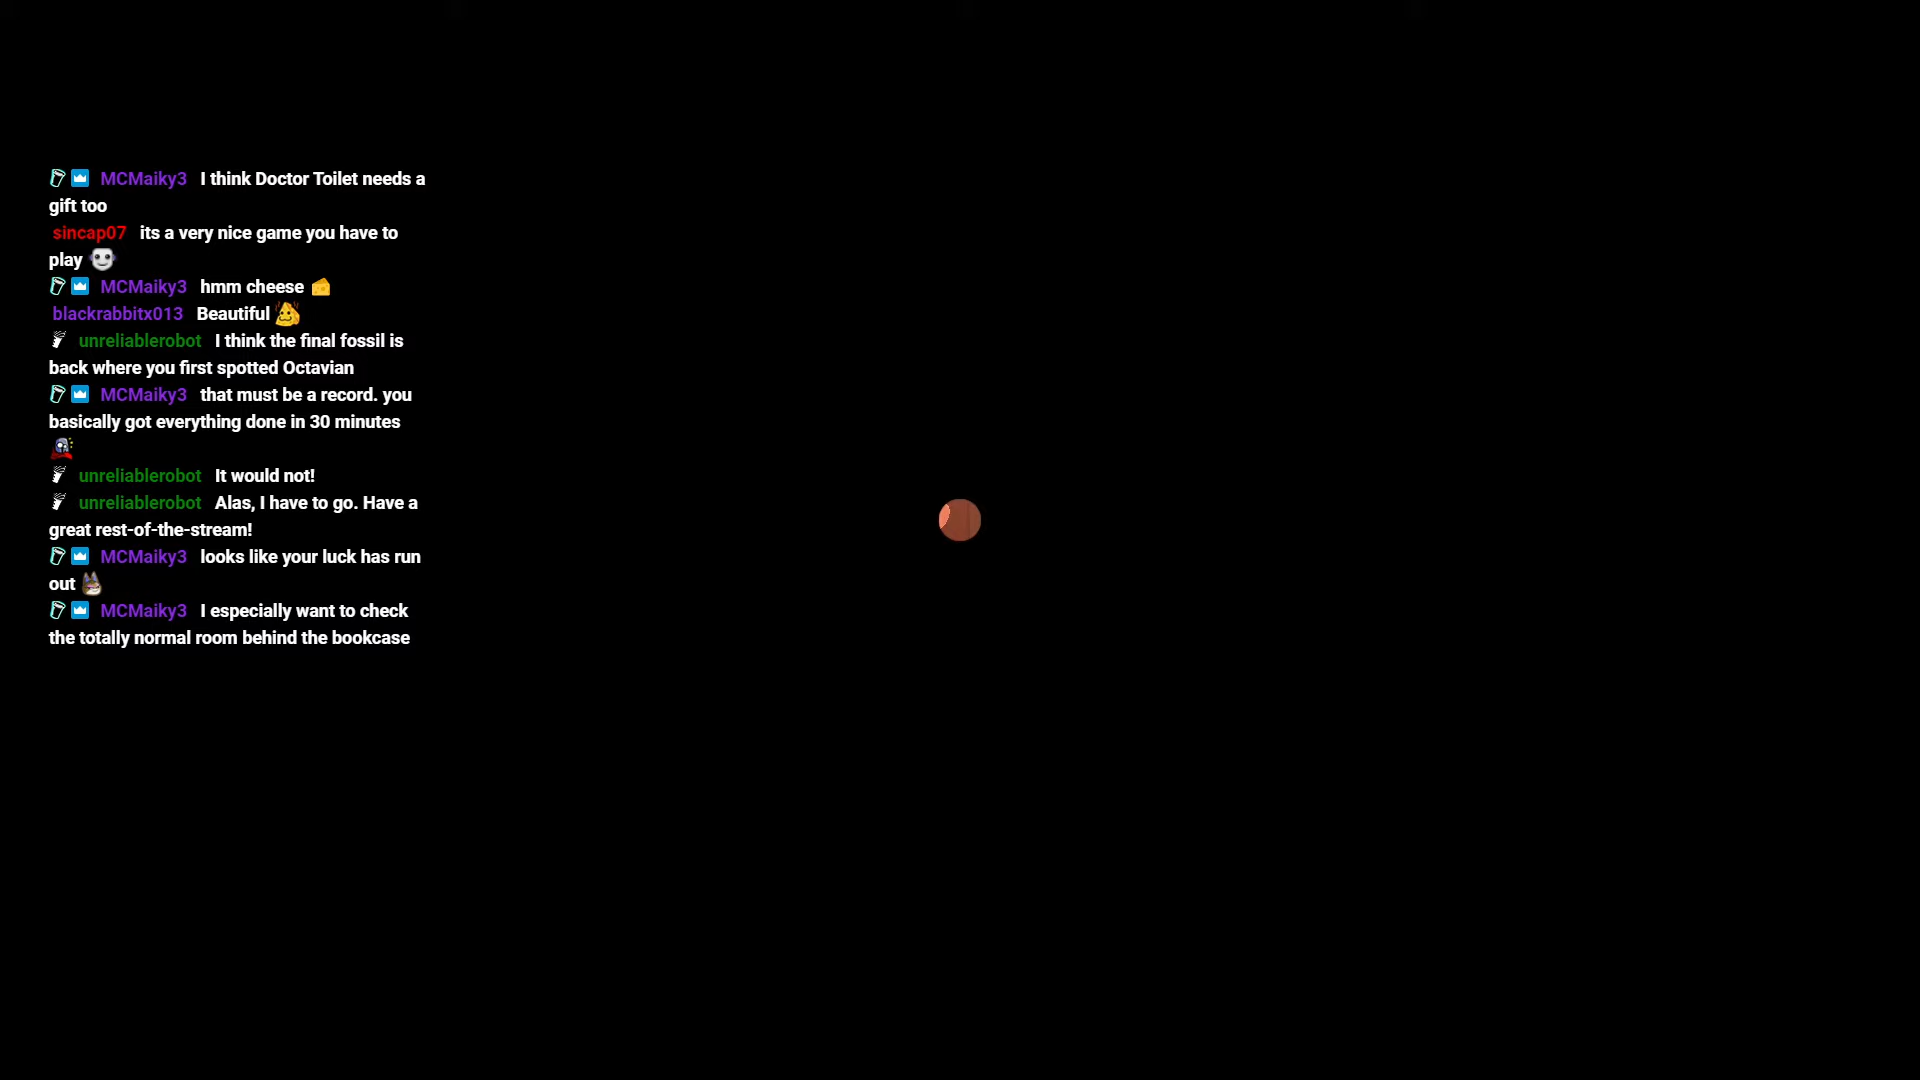 MCMaiky3 I think Doctor Toilet needs a
gift too
sincap07 its a very nice game you have to
play
MCMaiky3 hmm cheese
blackrabbitx013 Beautiful
unreliablerobot I think the final fossil is
back where you first spotted Octavian
MCMaiky3 that must be a record. you
basically got everything done in 30 minutes
unreliablerobot It would not!
unreliablerobot Alas, I have to go. Have a
great rest-of-the-stream!
MCMaiky3 looks like your luck has run
out
MCMaiky3 I especially want to check
the totally normal room behind the bookcase